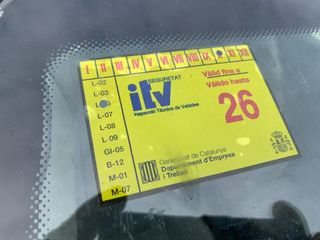 I II III IV V VI VII VIII IX XI XII
L-02
L-03
L-07
L-08
L-09
GI-05
B-12
M-01
M-07
SEGURETAT
itv
Inspecció Tècnica de Vehicles
Vàlid fins a
Válido hasta
26
Generalitat de Catalunya
Departament d'Empresa
i Treball